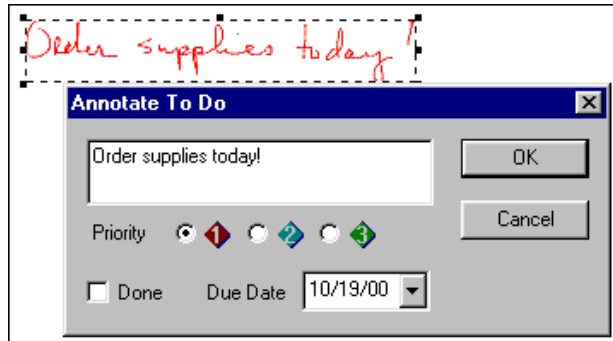 Order supplies today!
Annotate To Do
Order supplies today!
OK
Cancel
Priority 1 2 3
Done Due Date 10/19/00